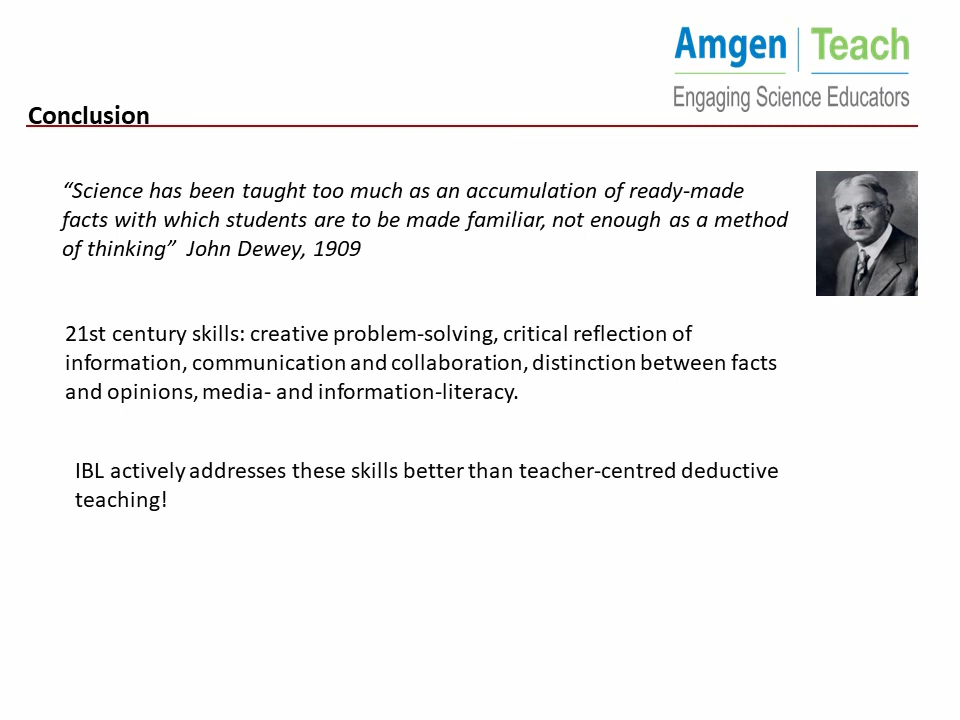 Amgen | Teach
Engaging Science Educators
Conclusion
“Science has been taught too much as an accumulation of ready-made
facts with which students are to be made familiar, not enough as a method
of thinking” John Dewey, 1909
21st century skills: creative problem-solving, critical reflection of
information, communication and collaboration, distinction between facts
and opinions, media- and information-literacy.
IBL actively addresses these skills better than teacher-centred deductive
teaching!